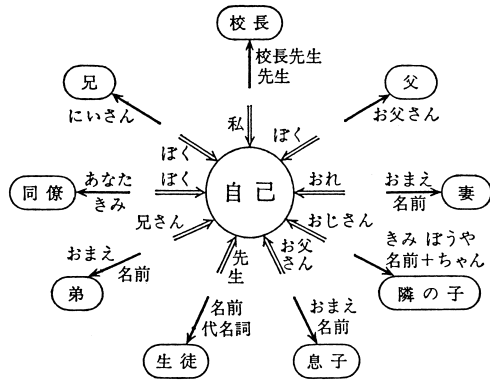 校長
校長先生
先生
兄
父
にいさん
お父さん
私
ぼく
ぼく
同僚
あなた
きみ
ぼく
自己
おれ
おまえ
名前
妻
兄さん
おじさん
きみ ぼうや
名前+ちゃん
隣の子
おまえ
名前
弟
先生
お父さん
名前
代名詞
生徒
おまえ
名前
息子